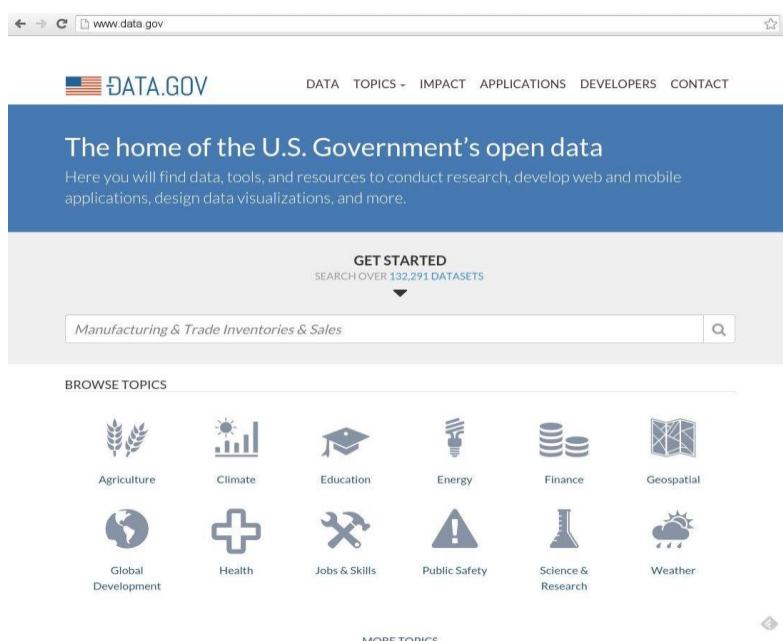 www.data.gov
DATA.GOV
DATA TOPICS IMPACT APPLICATIONS DEVELOPERS CONTACT
The home of the U.S. Government's open data
Here you will find data, tools, and resources to conduct research, develop web and mobile
applications, design data visualizations, and more.
GET STARTED
SEARCH OVER 132,291 DATASETS
Manufacturing & Trade Inventories & Sales
BROWSE TOPICS
Agriculture Climate Education Energy Finance Geospatial
Global Development Health Jobs & Skills Public Safety Science & Research Weather
MORE TOPICS